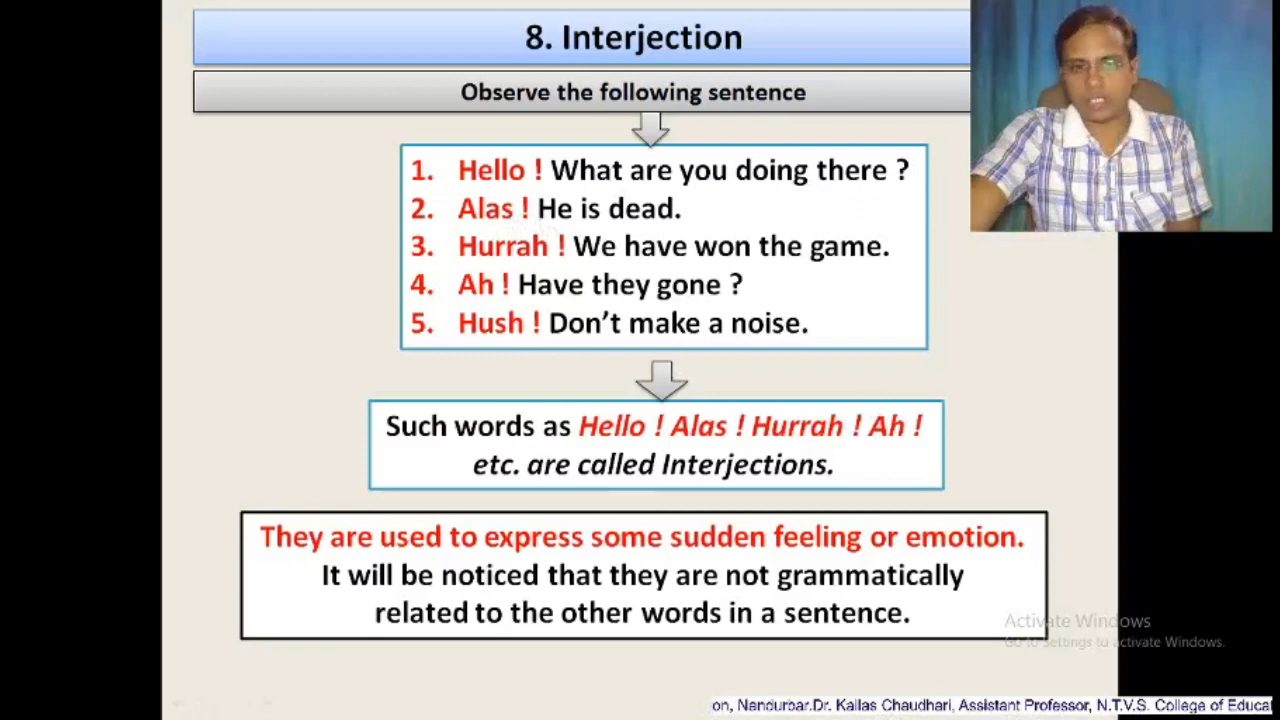 8. Interjection
Observe the following sentence
1. Hello ! What are you doing there ?
2. Alas ! He is dead.
3. Hurrah ! We have won the game.
4. Ah ! Have they gone ?
5. Hush ! Don’t make a noise.
Such words as Hello ! Alas ! Hurrah ! Ah !
etc. are called Interjections.
They are used to express some sudden feeling or emotion.
It will be noticed that they are not grammatically
related to the other words in a sentence.
Activate Windows
Go to Settings to activate Windows.
on, Nandurbar.Dr. Kailas Chaudhari, Assistant Professor, N.T.V.S. College of Educat